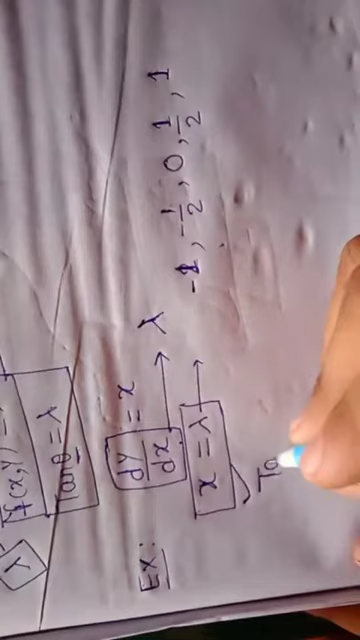 λ
f(x,y) =
Tanθ = λ
EX: dy/dx = x
→ λ -1, -1/2, 0, 1/2, 1
x = λ →
Ta